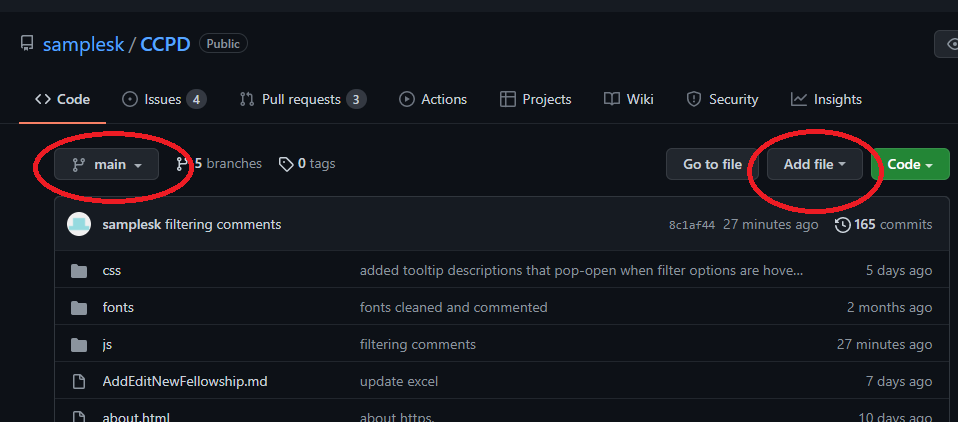 samplesk / CCPD Public
Code Issues 4 Pull requests 3 Actions Projects Wiki Security Insights
main 5 branches 0 tags Go to file Add file Code
samplesk filtering comments 8c1af44 27 minutes ago 165 commits
css added tooltip descriptions that pop-open when filter options are hove... 5 days ago
fonts fonts cleaned and commented 2 months ago
js filtering comments 27 minutes ago
AddEditNewFellowship.md update excel 7 days ago
about.html about https. 10 days ago